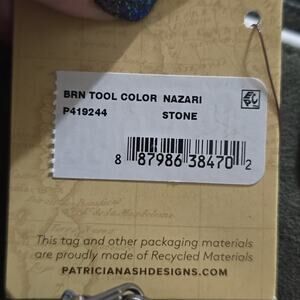 BRN TOOL COLOR NAZARI
P419244 STONE
8 87986 38470 2
This tag and other packaging materials
are proudly made of Recycled Materials
PATRICIANASHDESIGNS.COM